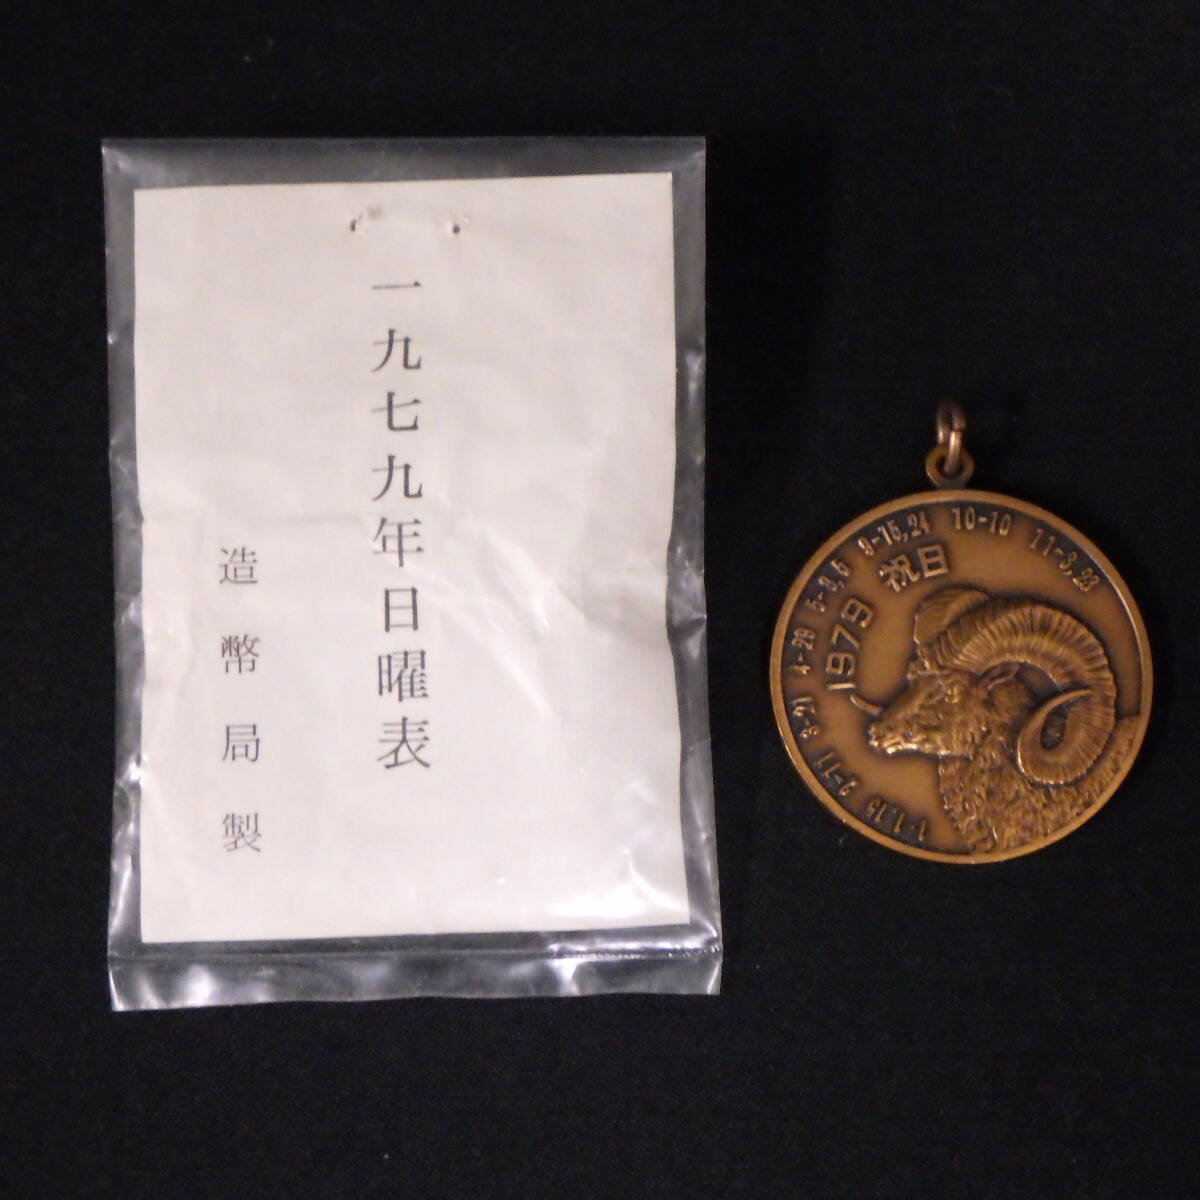 一九七九年日曜表
造幣局製
1-1,15 2-11 3-21 4-29 5-3,5 9-15,24 10-10 11-3,23
1979 祝日